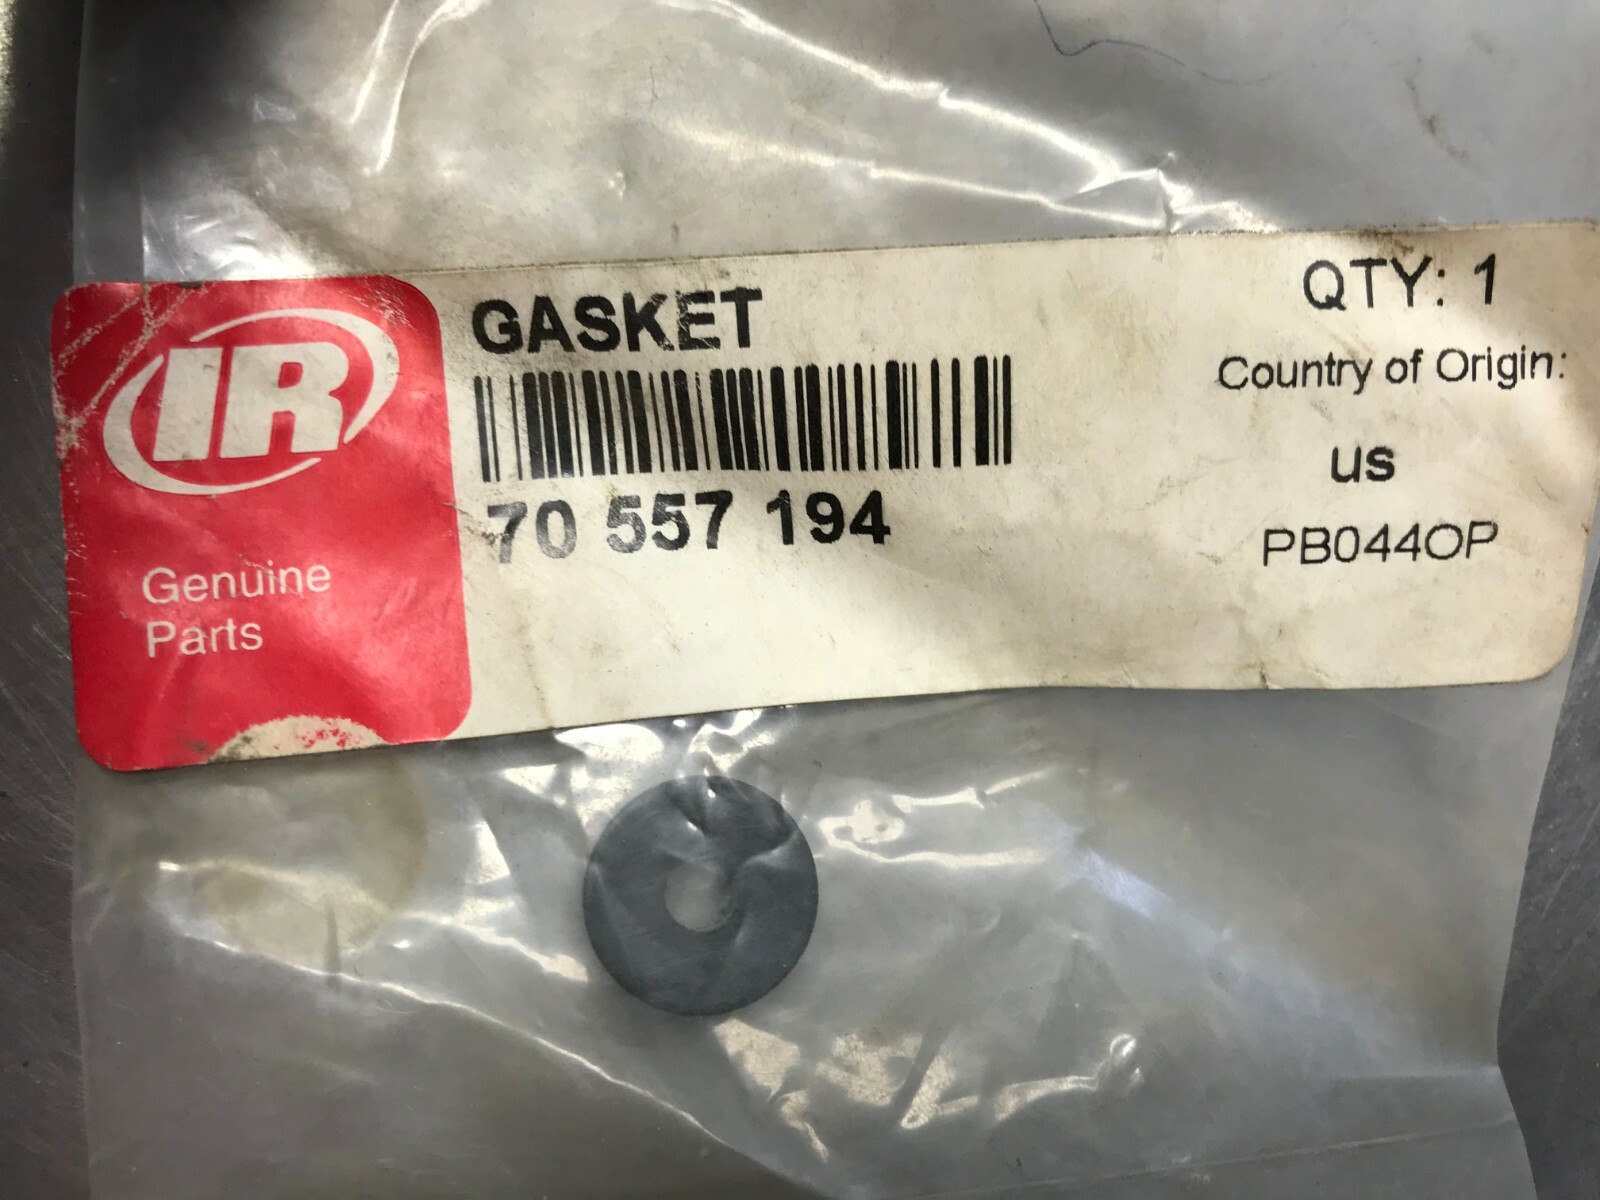 IR
Genuine
Parts
GASKET
70 557 194
QTY: 1
Country of Origin:
us
PB044OP